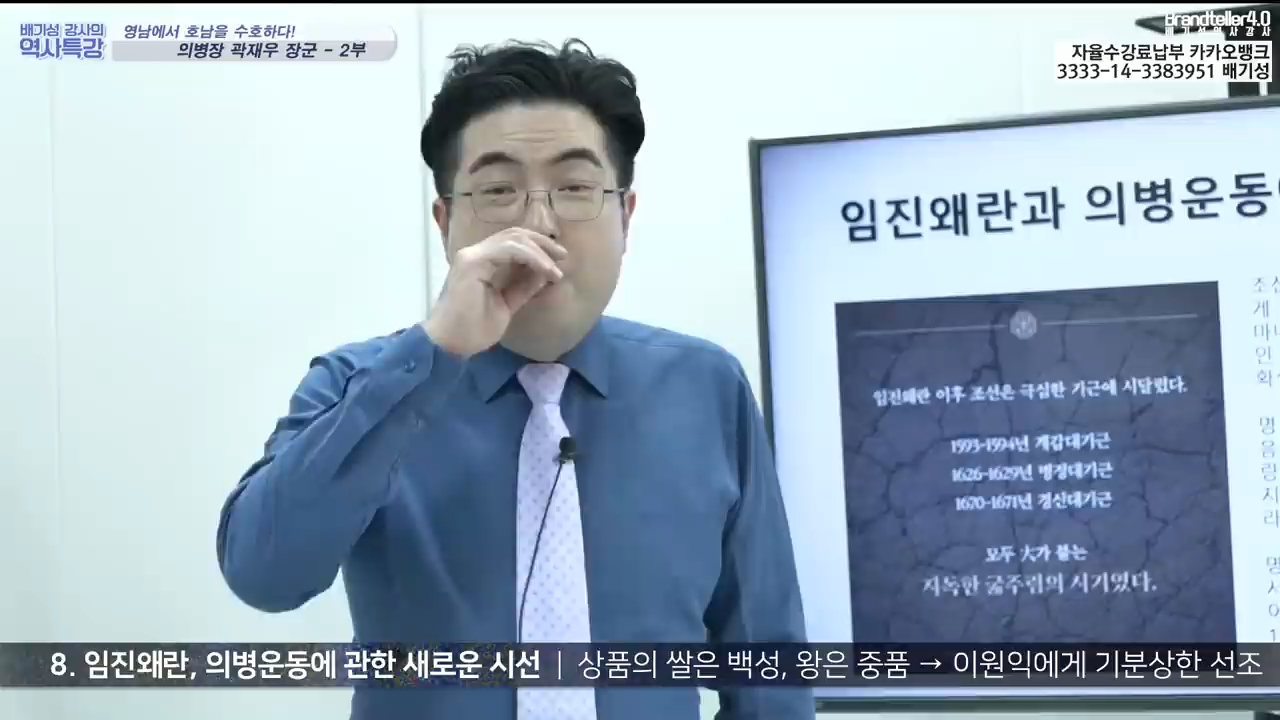 배기성 강사의
역사특강
영남에서 호남을 수호하다!
의병장 곽재우 장군 - 2부
Brandteller4.0
배기성역사강사
자율수강료납부 카카오뱅크
3333-14-3383951 배기성
임진왜란과 의병운동에
임진왜란 이후 조선은 극심한 기근에 시달렸다.
1593-1594년 계갑대기근
1626-1629년 병정대기근
1670-1671년 경신대기근
모두 大가 붙는
지독한 굶주림의 시기였다.
8. 임진왜란, 의병운동에 관한 새로운 시선 | 상품의 쌀은 백성, 왕은 중품 → 이원익에게 기분상한 선조